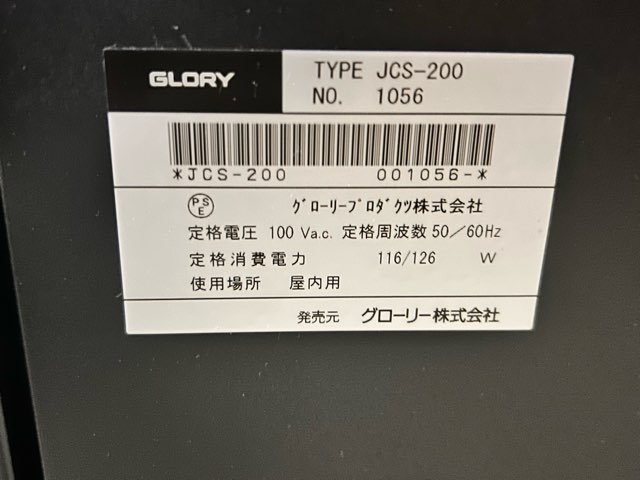 GLORY
TYPE JCS-200
NO. 1056
*JCS-200 001056-*
PSE グローリープロダクツ株式会社
定格電圧 100 Va.c. 定格周波数 50/60Hz
定格消費電力 116/126 W
使用場所 屋内用
発売元 グローリー株式会社